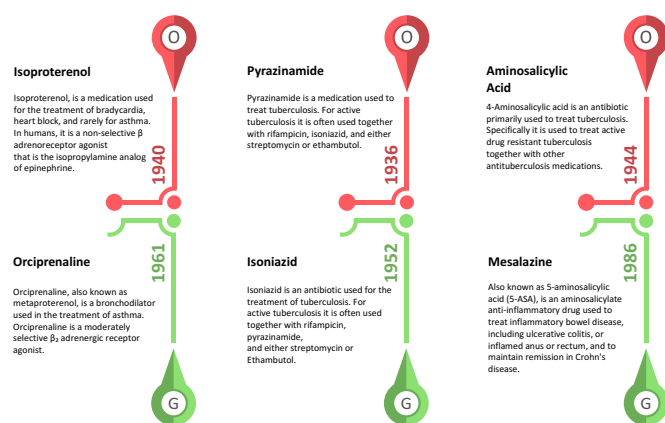 O
Isoproterenol
Isoproterenol, is a medication used
for the treatment of bradycardia,
heart block, and rarely for asthma.
In humans, it is a non-selective β
adrenoreceptor agonist
that is the isopropylamine analog
of epinephrine.
1940
Orciprenaline
1961
Orciprenaline, also known as
metaproterenol, is a bronchodilator
used in the treatment of asthma.
Orciprenaline is a moderately
selective β₂ adrenergic receptor
agonist.
G
O
Pyrazinamide
Pyrazinamide is a medication used to
treat tuberculosis. For active
tuberculosis it is often used together
with rifampicin, isoniazid, and either
streptomycin or ethambutol.
1936
Isoniazid
1952
Isoniazid is an antibiotic used for the
treatment of tuberculosis. For
active tuberculosis it is often used
together with rifampicin,
pyrazinamide,
and either streptomycin or
Ethambutol.
G
O
Aminosalicylic
Acid
4-Aminosalicylic acid is an antibiotic
primarily used to treat tuberculosis.
Specifically it is used to treat active
drug resistant tuberculosis
together with other
antituberculosis medications.
1944
Mesalazine
1986
Also known as 5-aminosalicylic
acid (5-ASA), is an aminosalicylate
anti-inflammatory drug used to
treat inflammatory bowel disease,
including ulcerative colitis, or
inflamed anus or rectum, and to
maintain remission in Crohn's
disease.
G